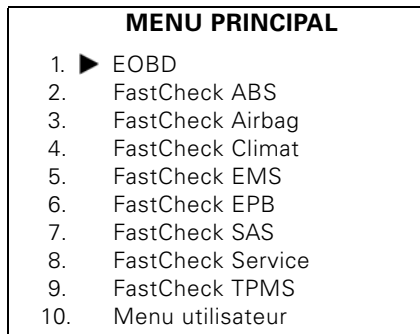 MENU PRINCIPAL
1. ▶ EOBD
2. FastCheck ABS
3. FastCheck Airbag
4. FastCheck Climat
5. FastCheck EMS
6. FastCheck EPB
7. FastCheck SAS
8. FastCheck Service
9. FastCheck TPMS
10. Menu utilisateur